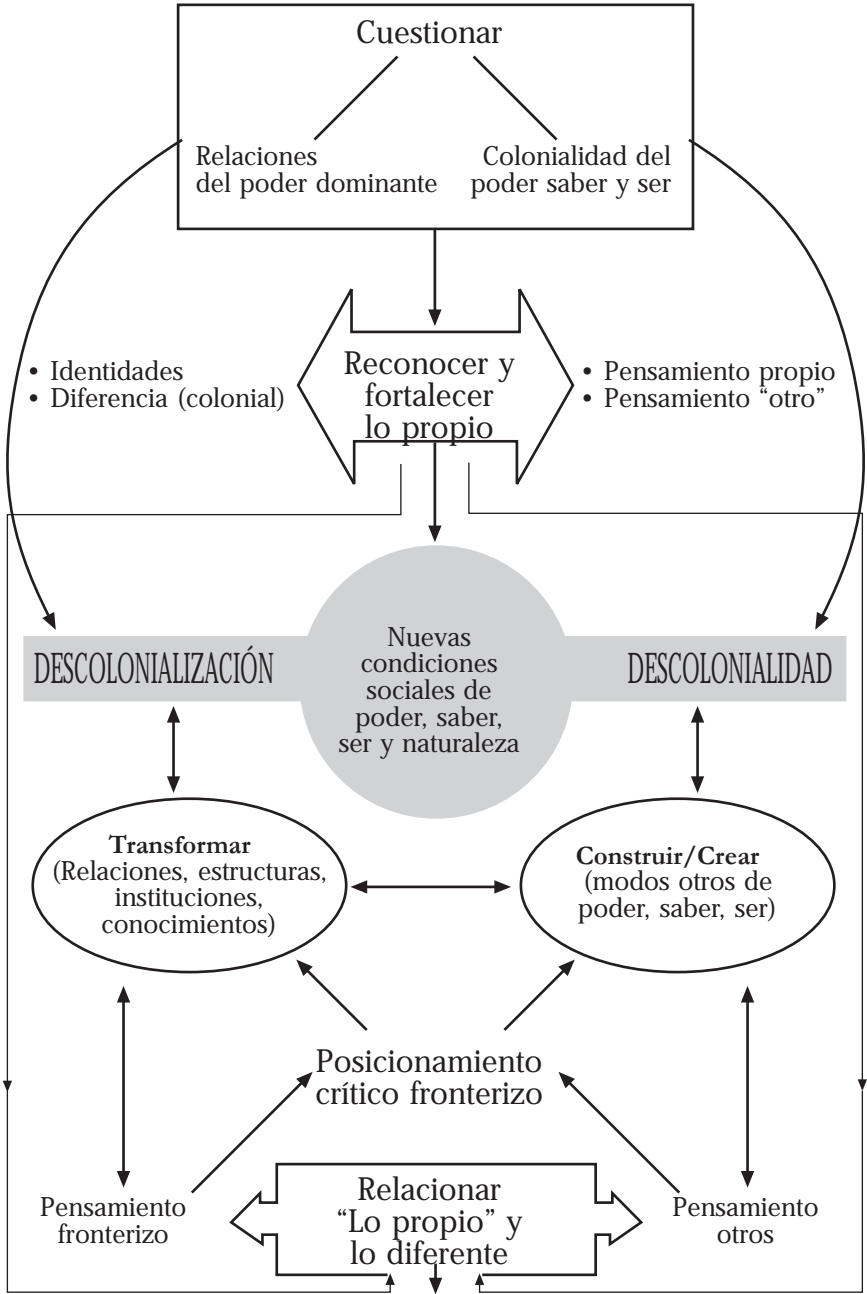 Cuestionar
Relaciones
del poder dominante
Colonialidad del
poder saber y ser
• Identidades
• Diferencia (colonial)
Reconocer y
fortalecer
lo propio
• Pensamiento propio
• Pensamiento “otro”
DESCOLONIALIZACIÓN
Nuevas
condiciones
sociales de
poder, saber,
ser y naturaleza
DESCOLONIALIDAD
Transformar
(Relaciones, estructuras,
instituciones,
conocimientos)
Construir/Crear
(modos otros de
poder, saber, ser)
Posicionamiento
crítico fronterizo
Pensamiento
fronterizo
Relacionar
“Lo propio” y
lo diferente
Pensamiento
otros